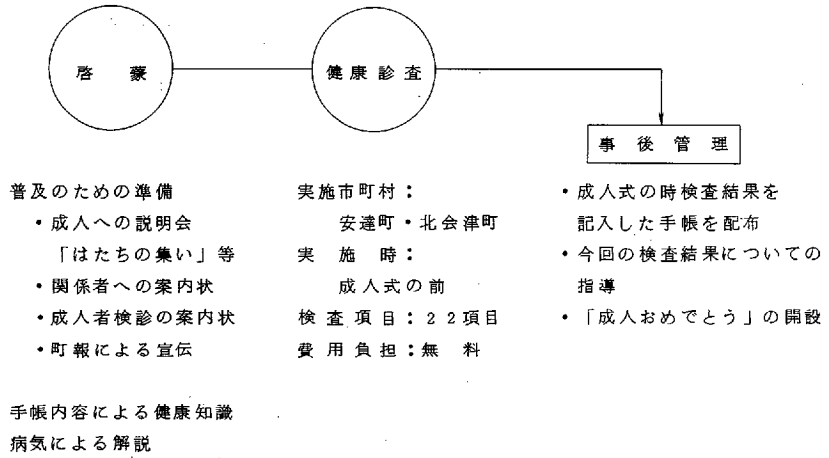 啓蒙
健康診査
事後管理
普及のための準備
・成人への説明会
「はたちの集い」等
・関係者への案内状
・成人者検診の案内状
・町報による宣伝
手帳内容による健康知識
病気による解説
実施市町村：
安達町・北会津町
実施時：
成人式の前
検査項目：22項目
費用負担：無料
・成人式の時検査結果を
記入した手帳を配布
・今回の検査結果についての
指導
・「成人おめでとう」の開設